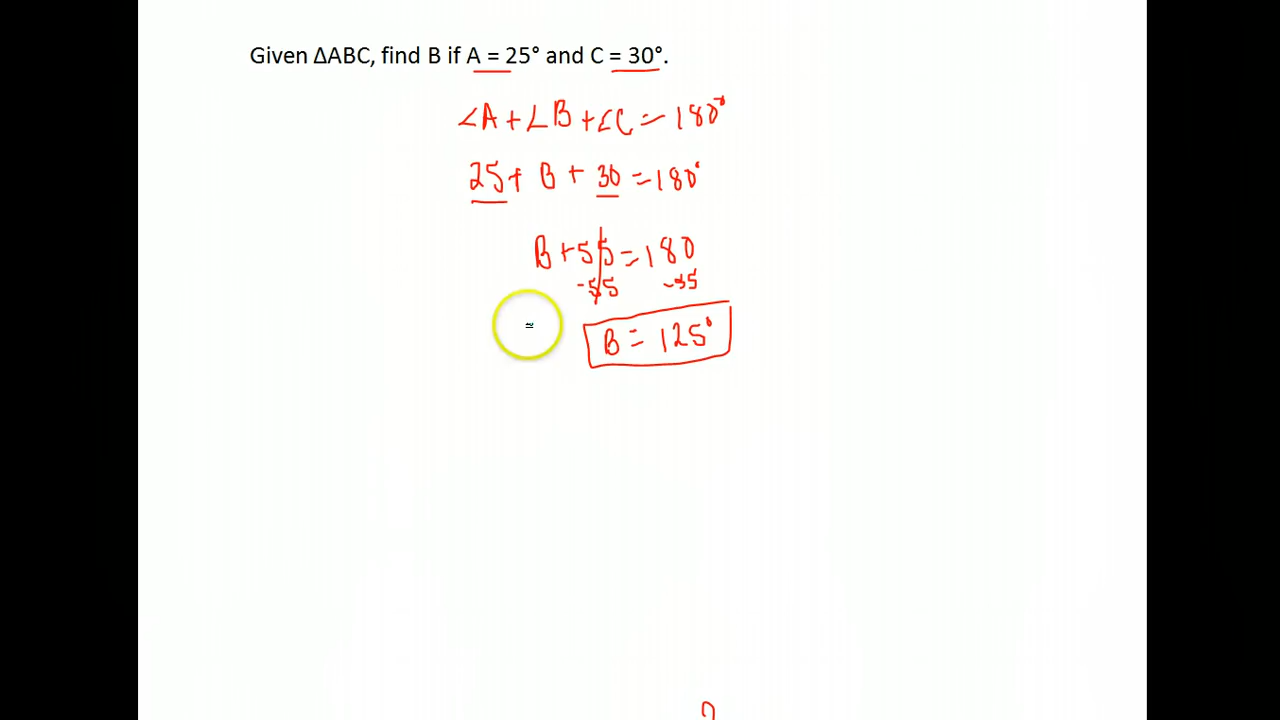 Given ΔABC, find B if A = 25° and C = 30°.
∠A + ∠B + ∠C = 180°
25 + B + 30 = 180°
B + 55 = 180
-55 -55
B = 125°